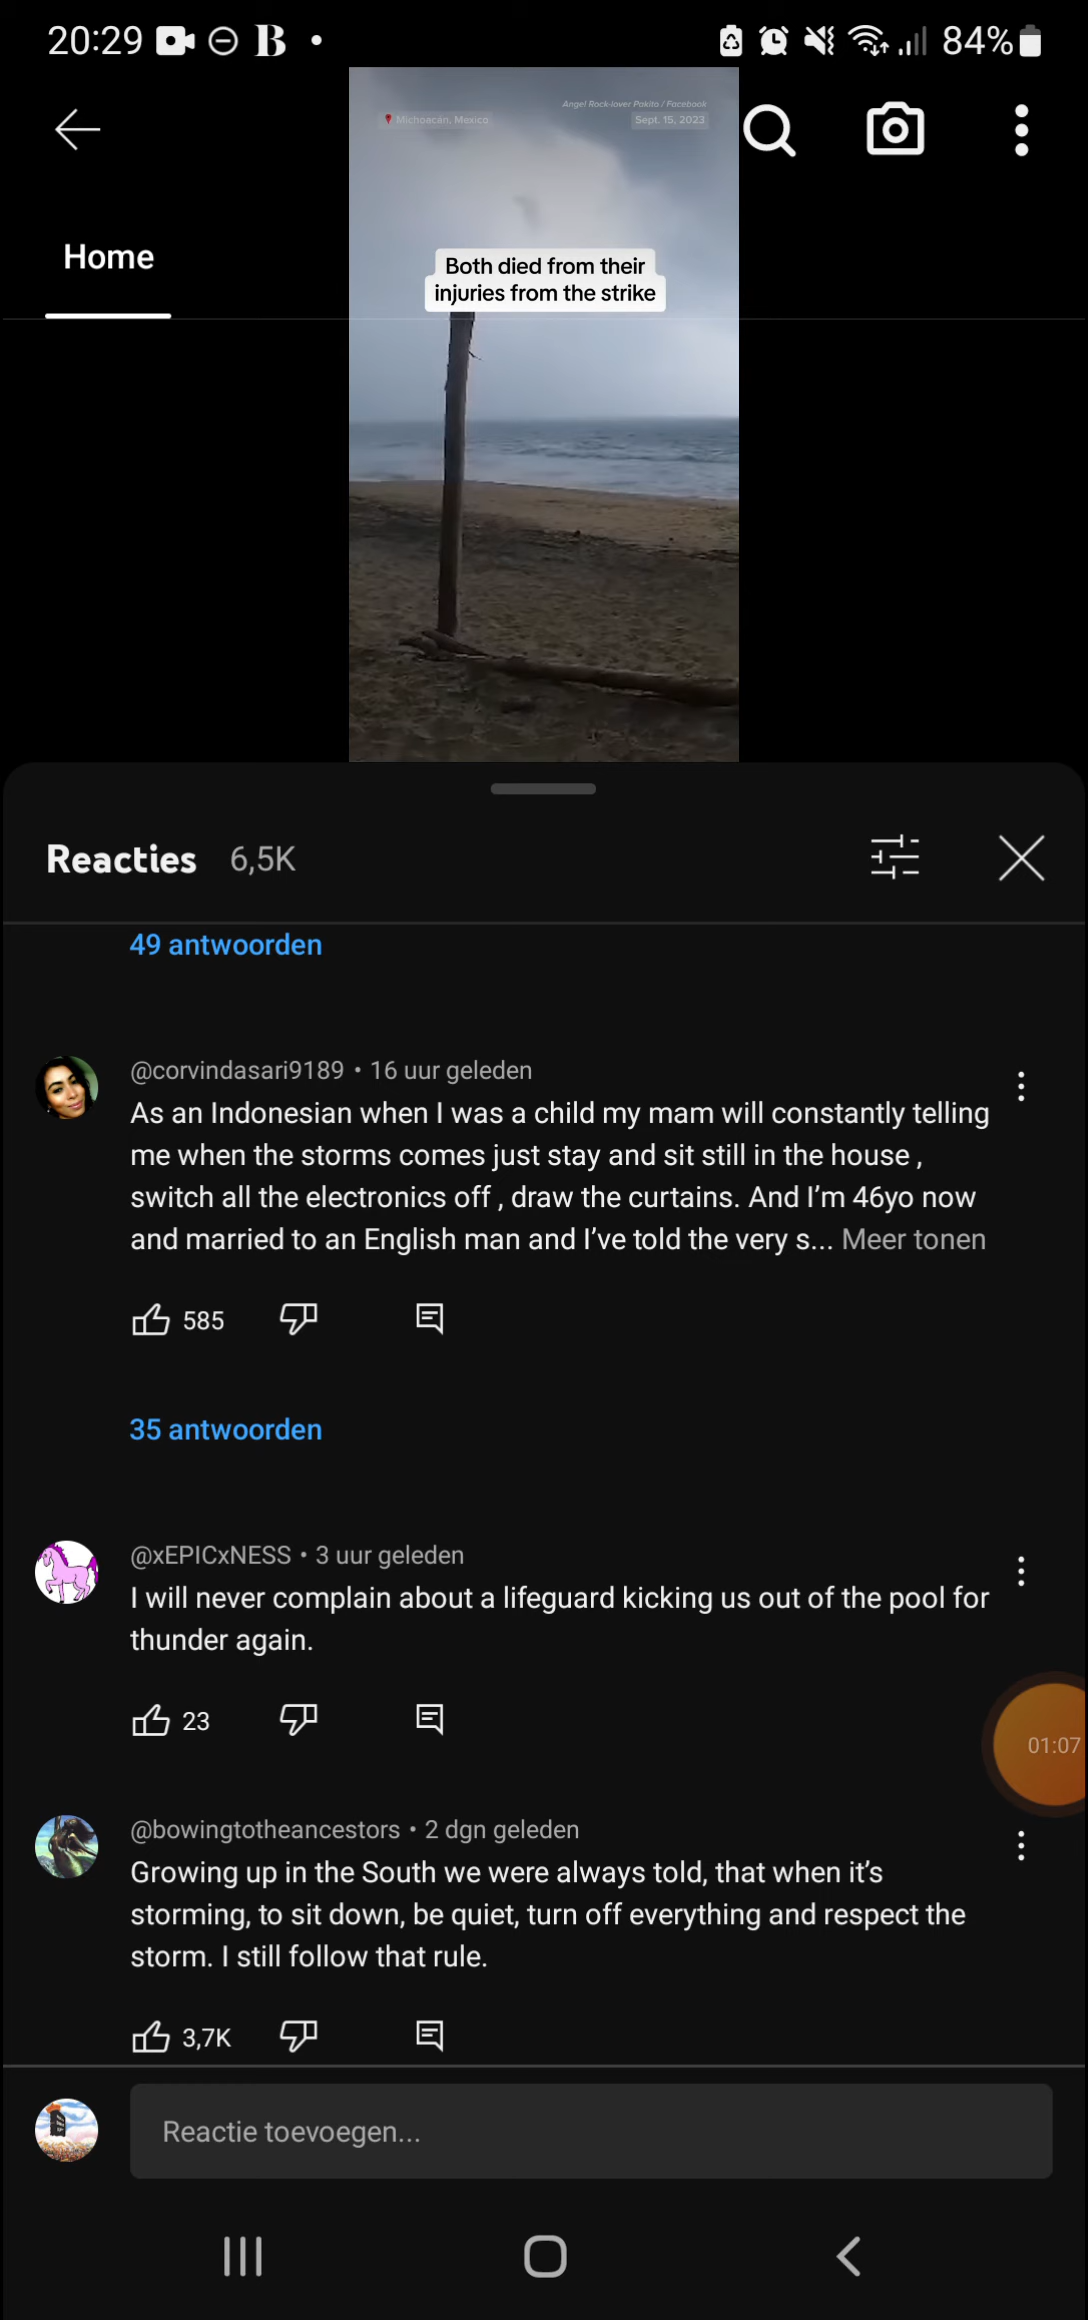 20:29
84%
Angel Rock-lover Pakito / Facebook
Michoacán, Mexico
Sept. 15, 2023
Home
Both died from their
injuries from the strike
Reacties 6,5K
49 antwoorden
@corvindasari9189 • 16 uur geleden
As an Indonesian when I was a child my mam will constantly telling
me when the storms comes just stay and sit still in the house ,
switch all the electronics off , draw the curtains. And I’m 46yo now
and married to an English man and I’ve told the very s... Meer tonen
585
35 antwoorden
@xEPICxNESS • 3 uur geleden
I will never complain about a lifeguard kicking us out of the pool for
thunder again.
23
01:07
@bowingtotheancestors • 2 dgn geleden
Growing up in the South we were always told, that when it’s
storming, to sit down, be quiet, turn off everything and respect the
storm. I still follow that rule.
3,7K
Reactie toevoegen...